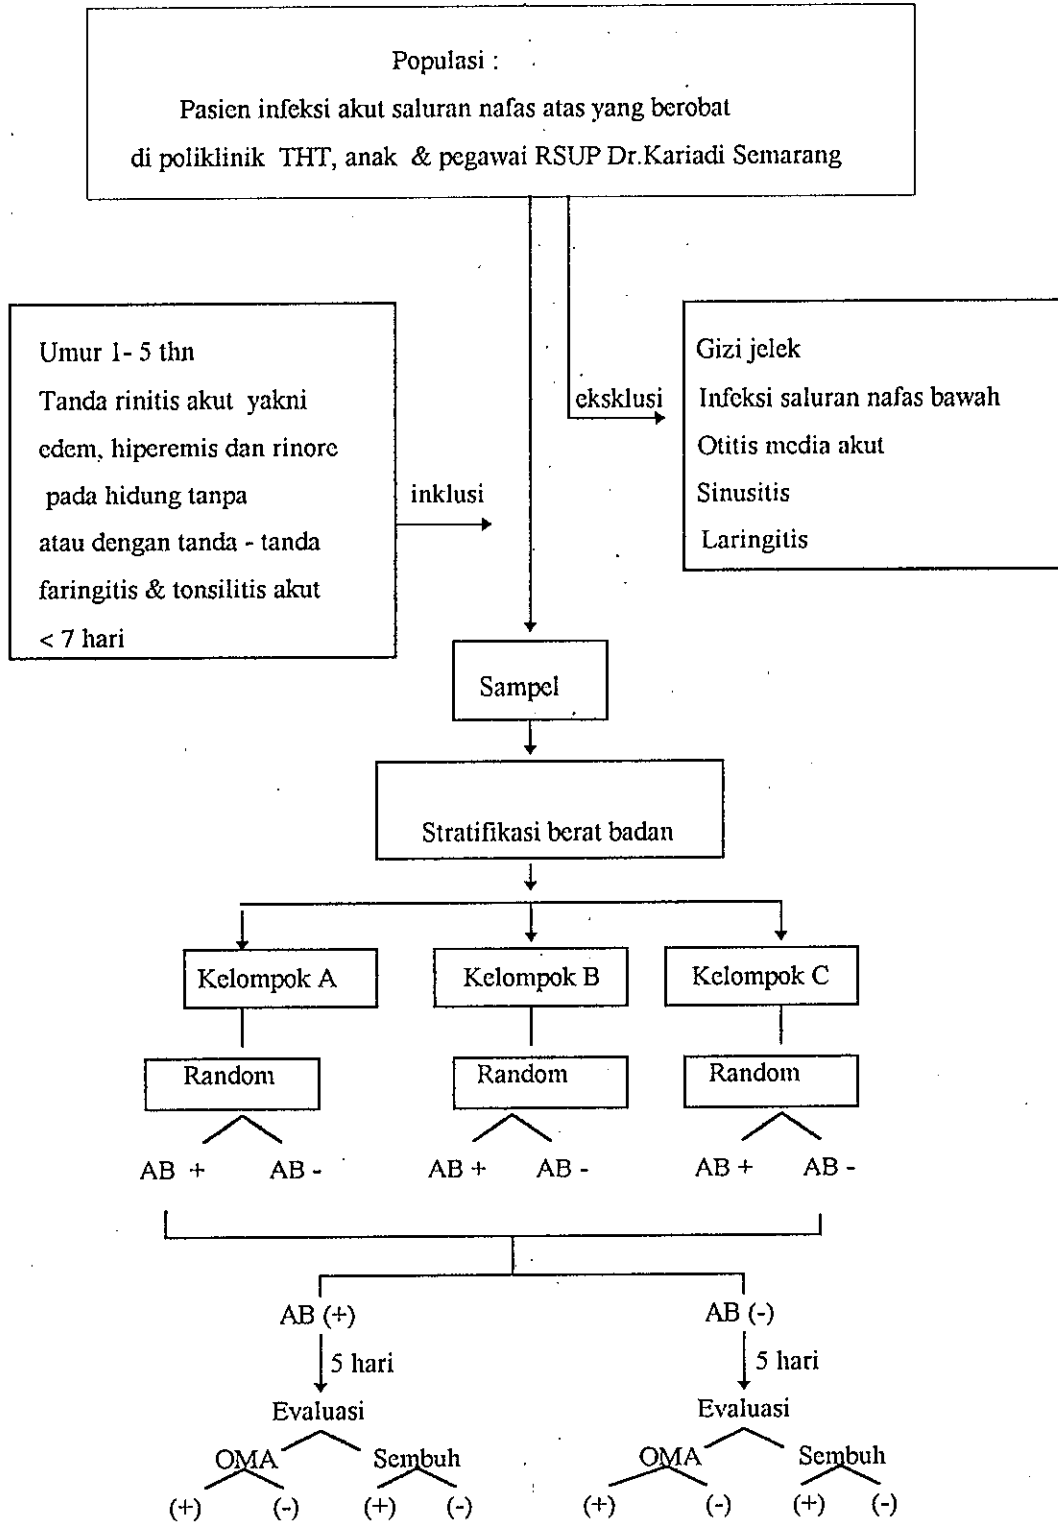 Populasi :
Pasien infeksi akut saluran nafas atas yang berobat
di poliklinik THT, anak & pegawai RSUP Dr.Kariadi Semarang
Umur 1- 5 thn
Tanda rinitis akut yakni
edem, hiperemis dan rinore
pada hidung tanpa
atau dengan tanda - tanda
faringitis & tonsilitis akut
< 7 hari
inklusi
eksklusi
Gizi jelek
Infeksi saluran nafas bawah
Otitis media akut
Sinusitis
Laringitis
Sampel
Stratifikasi berat badan
Kelompok A
Kelompok B
Kelompok C
Random
Random
Random
AB + AB -
AB + AB -
AB + AB -
AB (+)
AB (-)
5 hari
5 hari
Evaluasi
Evaluasi
OMA Sembuh
OMA Sembuh
(+) (-) (+) (-)
(+) (-) (+) (-)